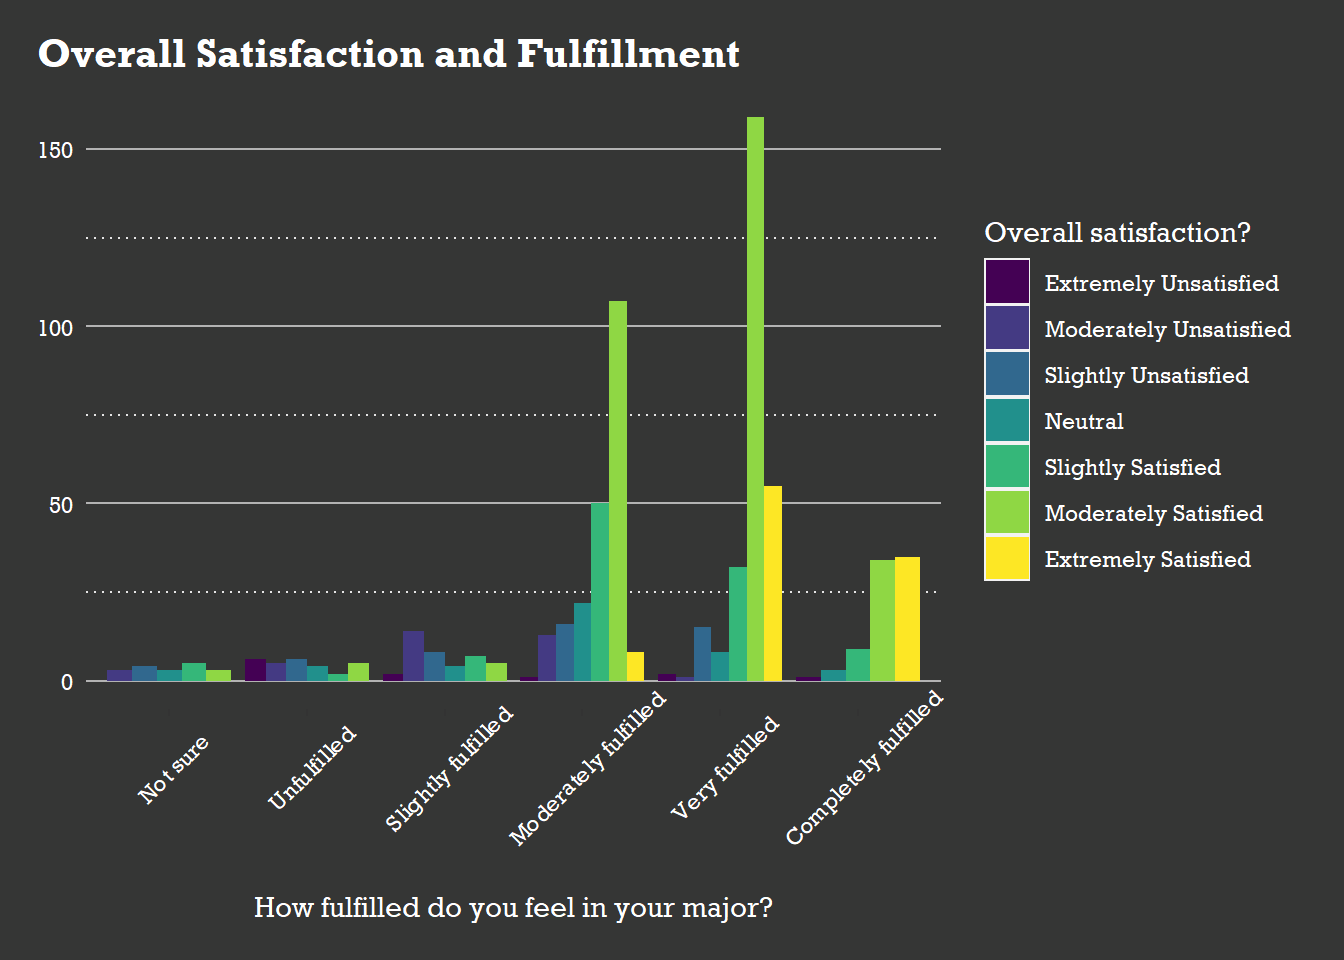 Overall Satisfaction and Fulfillment
150
100
50
0
Overall satisfaction?
Extremely Unsatisfied
Moderately Unsatisfied
Slightly Unsatisfied
Neutral
Slightly Satisfied
Moderately Satisfied
Extremely Satisfied
Not sure
Unfulfilled
Slightly fulfilled
Moderately fulfilled
Very fulfilled
Completely fulfilled
How fulfilled do you feel in your major?